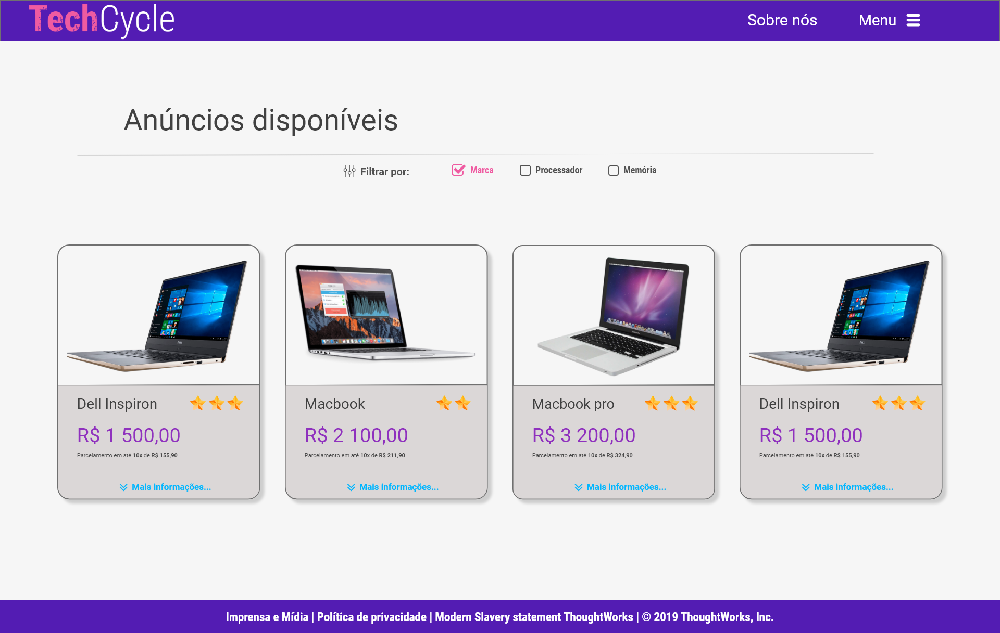 TechCycle
Sobre nós
Menu
Anúncios disponíveis
Filtrar por:
Marca
Processador
Memória
Dell Inspiron
R$ 1 500,00
Parcelamento em até 10x de R$ 155,90
Mais informações...
Macbook
R$ 2 100,00
Parcelamento em até 10x de R$ 211,90
Mais informações...
Macbook pro
R$ 3 200,00
Parcelamento em até 10x de R$ 324,90
Mais informações...
Dell Inspiron
R$ 1 500,00
Parcelamento em até 10x de R$ 155,90
Mais informações...
Imprensa e Mídia | Política de privacidade | Modern Slavery statement ThoughtWorks | © 2019 ThoughtWorks, Inc.